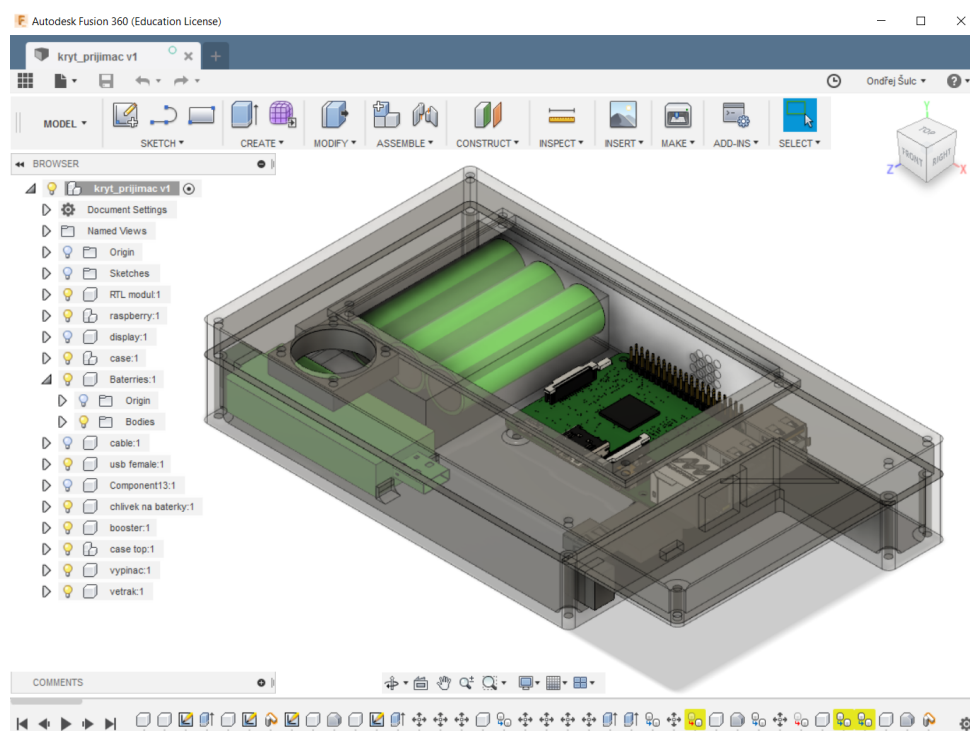 Autodesk Fusion 360 (Education License)
kryt_prijimac v1
Ondřej Šulc
MODEL
SKETCH
CREATE
MODIFY
ASSEMBLE
CONSTRUCT
INSPECT
INSERT
MAKE
ADD-INS
SELECT
BROWSER
kryt_prijimac v1
Document Settings
Named Views
Origin
Sketches
RTL modul:1
raspberry:1
display:1
case:1
Baterries:1
Origin
Bodies
cable:1
usb female:1
Component13:1
chlivek na baterky:1
booster:1
case top:1
vypinac:1
vetrak:1
Y
TOP
FRONT
RIGHT
Z
X
COMMENTS